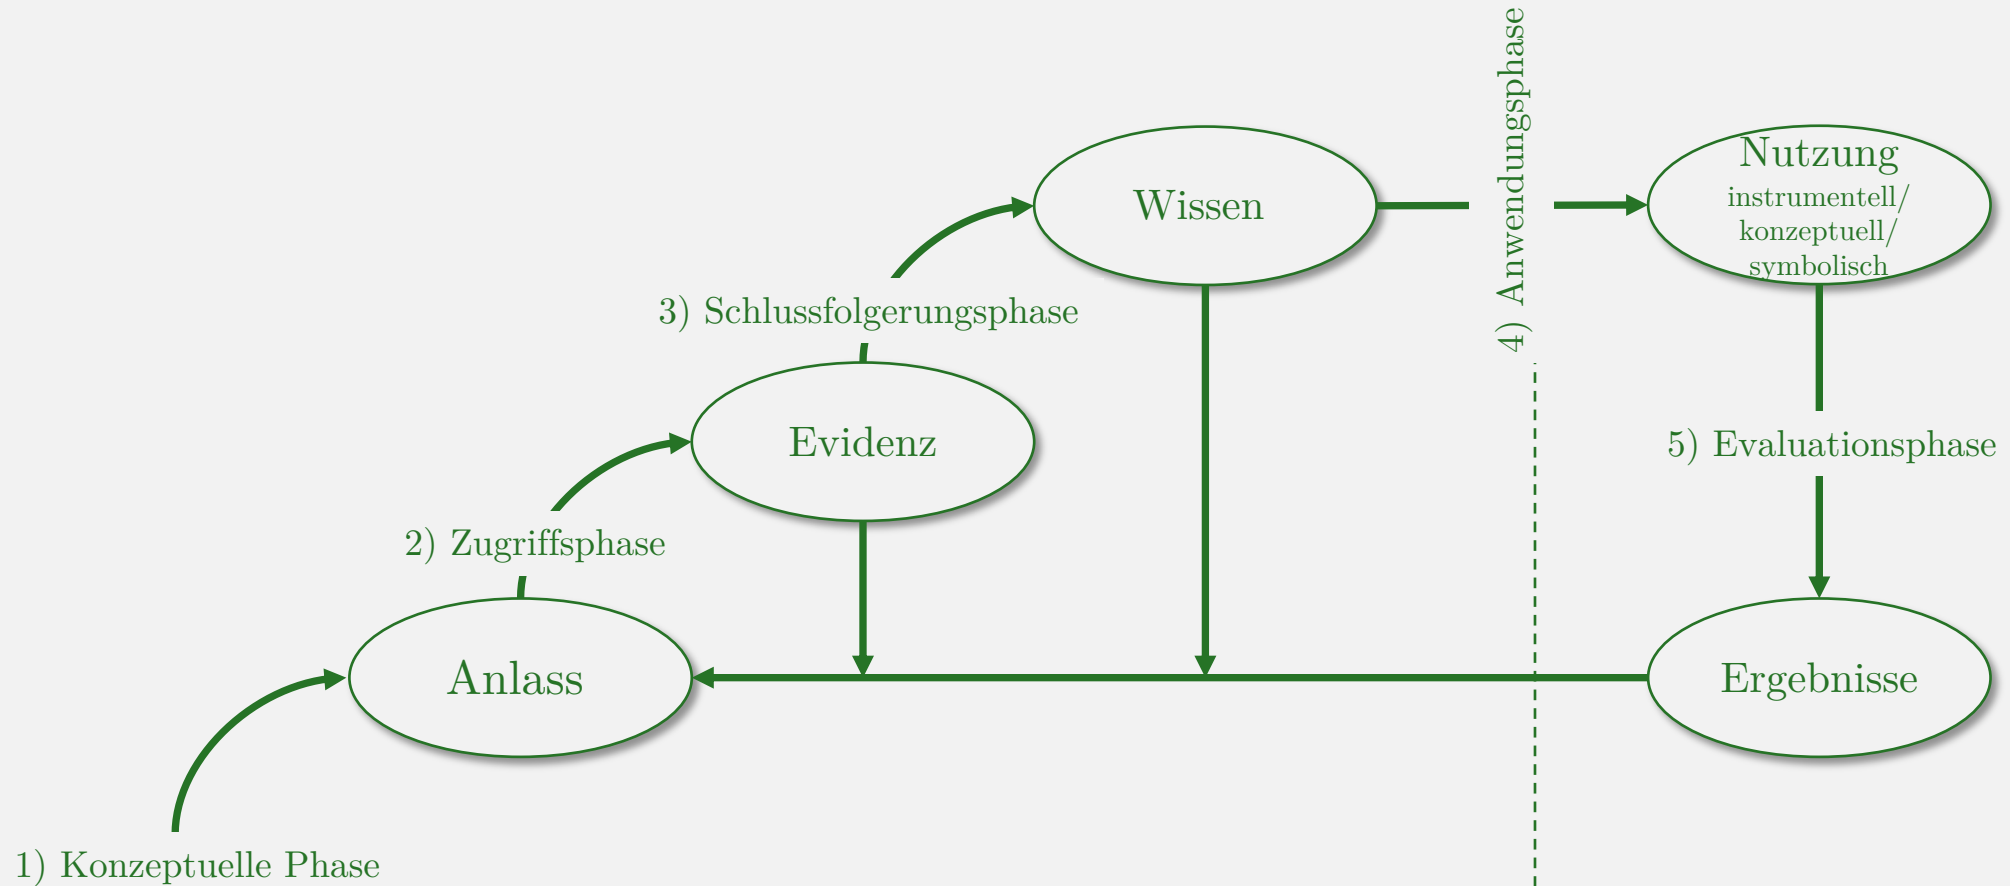 4) Anwendungsphase
Nutzung
instrumentell/
konzeptuell/
symbolisch
Wissen
3) Schlussfolgerungsphase
Evidenz
5) Evaluationsphase
2) Zugriffsphase
Anlass
Ergebnisse
1) Konzeptuelle Phase